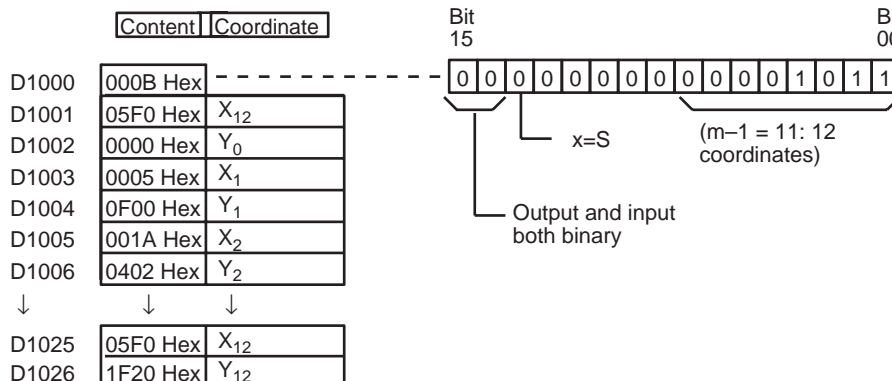 Content Coordinate
Bit
15
B
00
D1000 000B Hex
0 0 0 0 0 0 0 0 0 0 0 0 1 0 1 1
D1001 05F0 Hex X12
D1002 0000 Hex Y0
D1003 0005 Hex X1
D1004 0F00 Hex Y1
D1005 001A Hex X2
D1006 0402 Hex Y2
↓ ↓ ↓
D1025 05F0 Hex X12
D1026 1F20 Hex Y12
x=S
(m–1 = 11: 12
coordinates)
Output and input
both binary